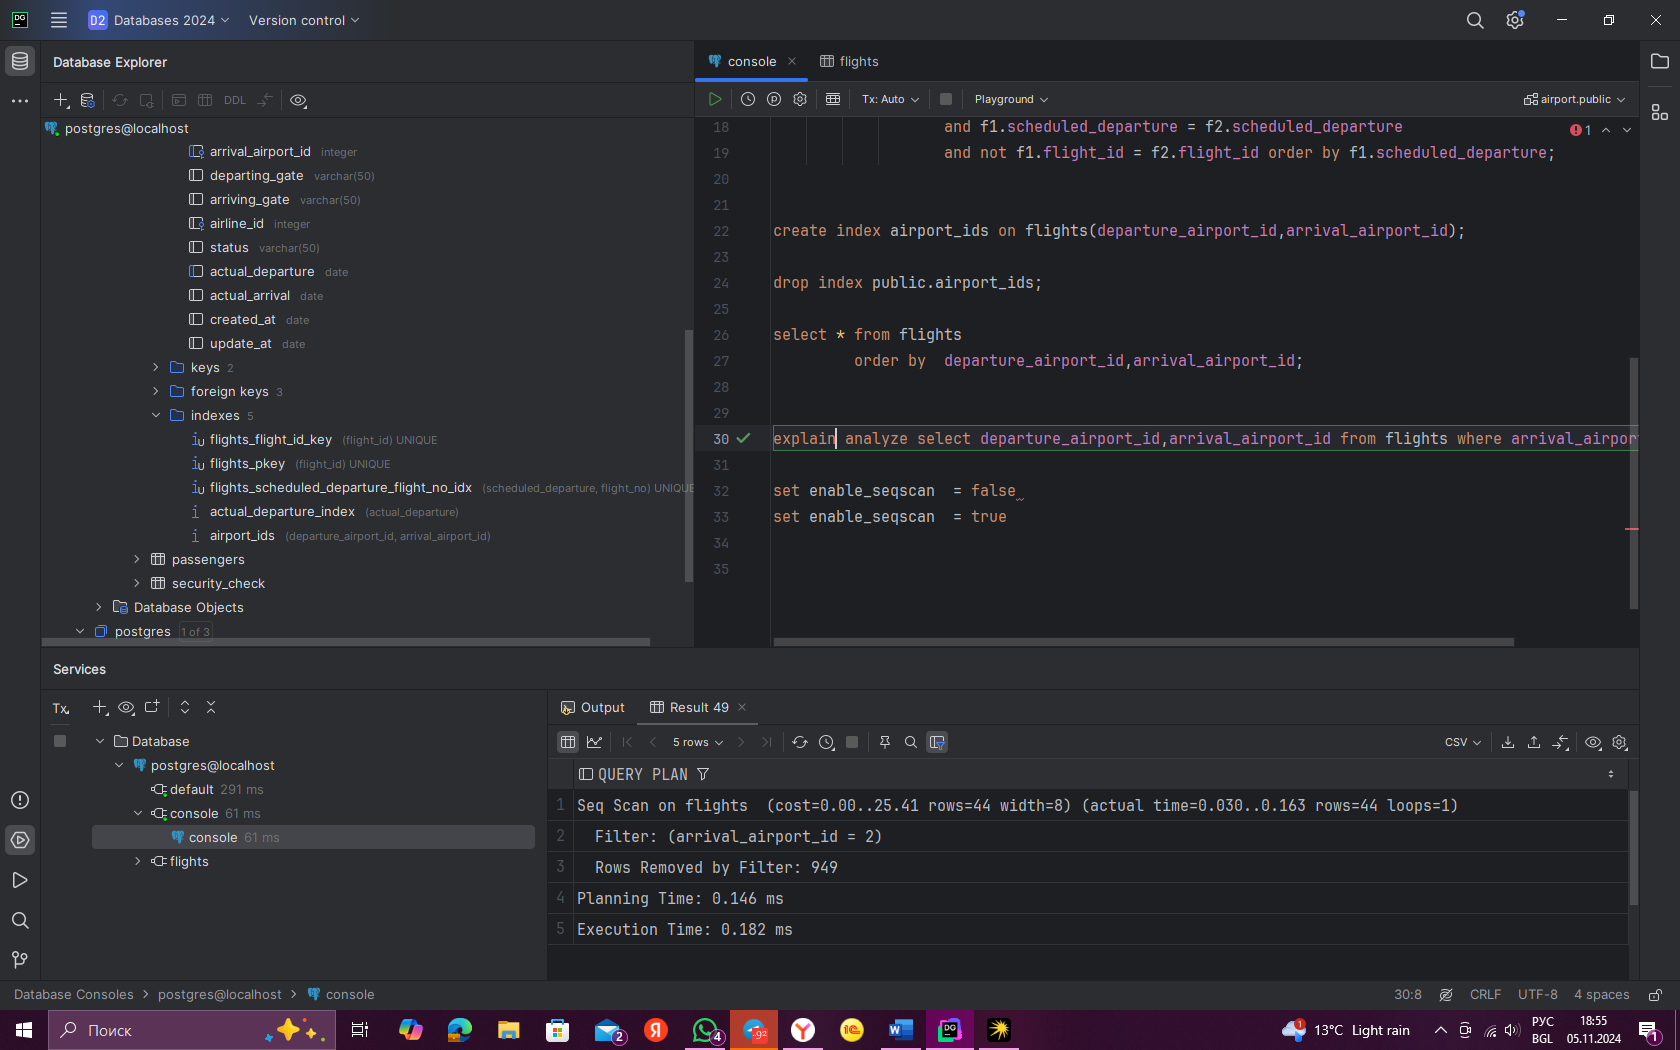 DG
D2 Databases 2024 Version control
Database Explorer
DDL
postgres@localhost
arrival_airport_id integer
departing_gate varchar(50)
arriving_gate varchar(50)
airline_id integer
status varchar(50)
actual_departure date
actual_arrival date
created_at date
update_at date
keys 2
foreign keys 3
indexes 5
flights_flight_id_key (flight_id) UNIQUE
flights_pkey (flight_id) UNIQUE
flights_scheduled_departure_flight_no_idx (scheduled_departure, flight_no) UNIQUE
actual_departure_index (actual_departure)
airport_ids (departure_airport_id, arrival_airport_id)
passengers
security_check
Database Objects
postgres 1 of 3
console flights
Tx: Auto Playground airport.public
1
18 and f1.scheduled_departure = f2.scheduled_departure
19 and not f1.flight_id = f2.flight_id order by f1.scheduled_departure;
20
21
22 create index airport_ids on flights(departure_airport_id,arrival_airport_id);
23
24 drop index public.airport_ids;
25
26 select * from flights
27 order by departure_airport_id,arrival_airport_id;
28
29
30 explain analyze select departure_airport_id,arrival_airport_id from flights where arrival_airpor
31
32 set enable_seqscan = false
33 set enable_seqscan = true
34
35
Services
Tx
Database
postgres@localhost
default 291 ms
console 61 ms
console 61 ms
flights
Output Result 49
5 rows CSV
QUERY PLAN
1 Seq Scan on flights (cost=0.00..25.41 rows=44 width=8) (actual time=0.030..0.163 rows=44 loops=1)
2 Filter: (arrival_airport_id = 2)
3 Rows Removed by Filter: 949
4 Planning Time: 0.146 ms
5 Execution Time: 0.182 ms
Database Consoles > postgres@localhost > console
30:8 CRLF UTF-8 4 spaces
Поиск
2
Я
4
92
Y
W
DG
1
13°C Light rain
РУС
BGL
18:55
05.11.2024
1